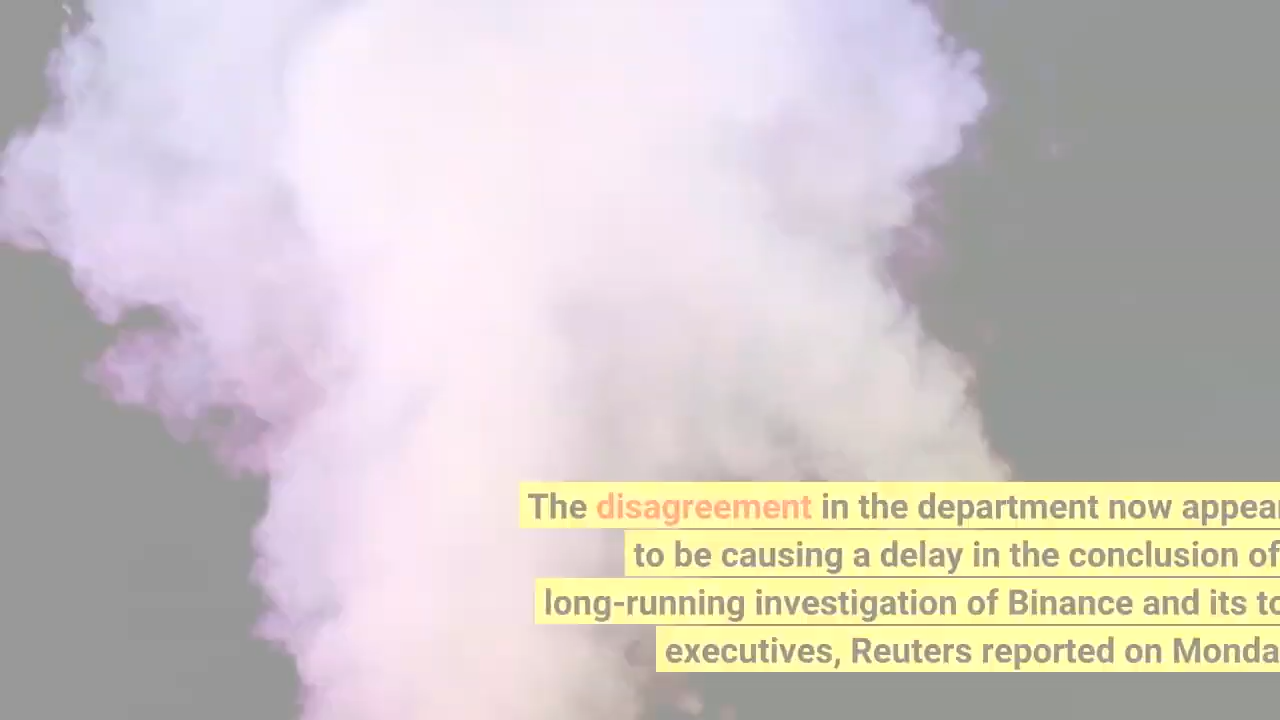 The disagreement in the department now appear
to be causing a delay in the conclusion of
long-running investigation of Binance and its to
executives, Reuters reported on Monda